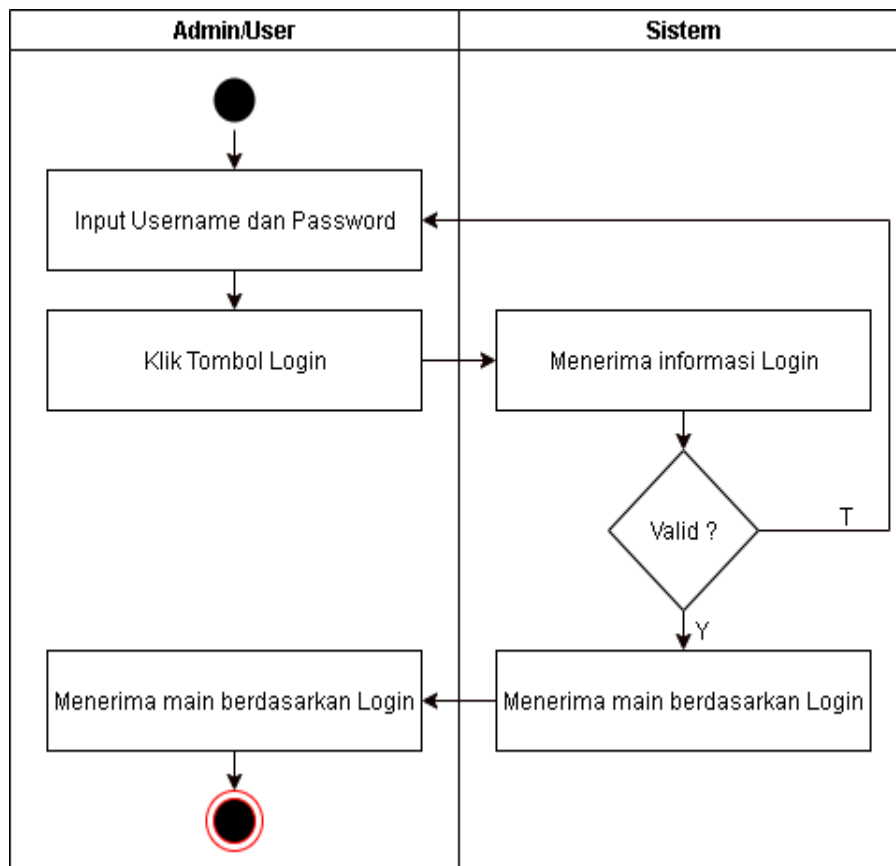 Admin/User
Sistem
Input Username dan Password
Klik Tombol Login
Menerima informasi Login
Valid ?
T
Y
Menerima main berdasarkan Login
Menerima main berdasarkan Login